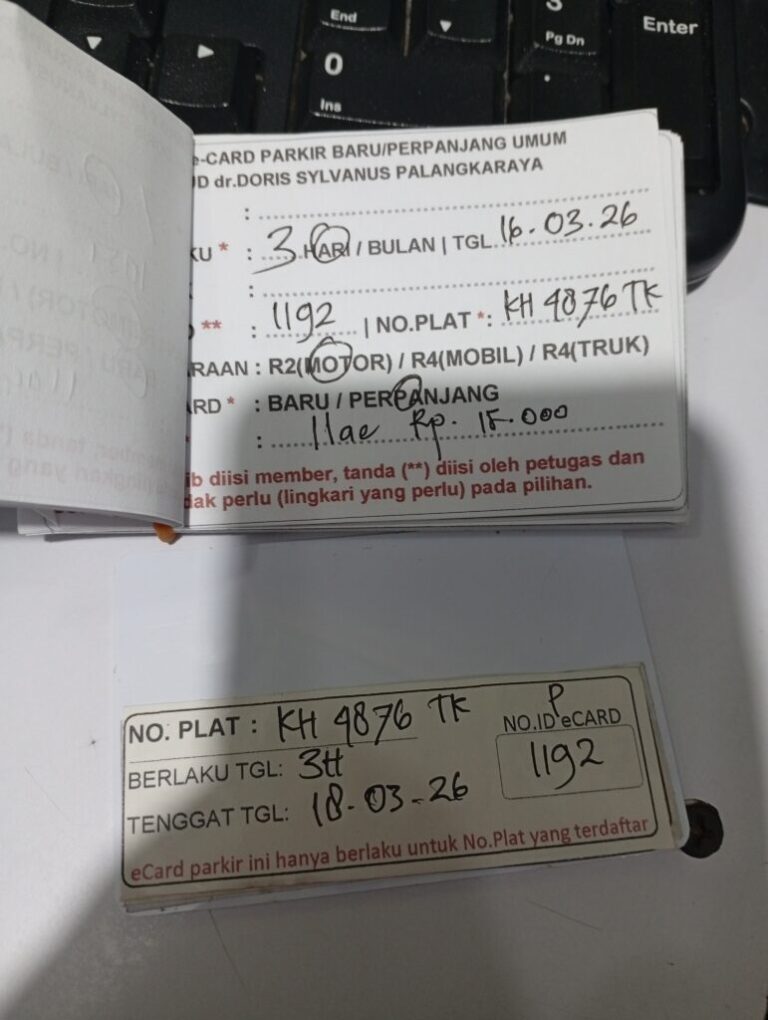 End
0
Ins
3
Pg Dn
.
Enter
e-CARD PARKIR BARU/PERPANJANG UMUM
D dr.DORIS SYLVANUS PALANGKARAYA
:
KU * : 3 HARI / BULAN | TGL. 16.03.26
:
** : 1192 | NO.PLAT *: KH 4876 TK
RAAN : R2(MOTOR) / R4(MOBIL) / R4(TRUK)
RD * : BARU / PERPANJANG
: Rp. 15.000
ib diisi member, tanda (**) diisi oleh petugas dan
dak perlu (lingkari yang perlu) pada pilihan.
NO. PLAT : KH 4876 TK
P
NO.ID eCARD
1192
BERLAKU TGL: 3H
TENGGAT TGL: 18.03.26
eCard parkir ini hanya berlaku untuk No.Plat yang terdaftar